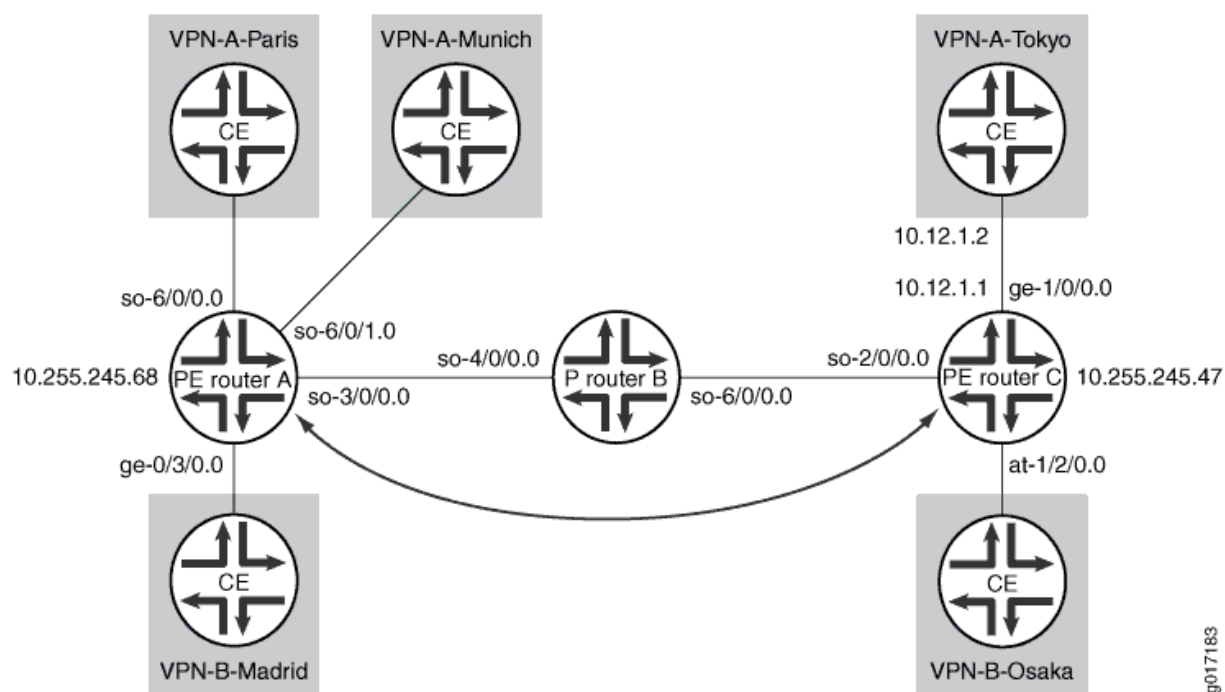 VPN-A-Paris
VPN-A-Munich
VPN-A-Tokyo
CE
CE
CE
10.12.1.2
so-6/0/0.0
10.12.1.1
ge-1/0/0.0
so-6/0/1.0
so-4/0/0.0
so-2/0/0.0
10.255.245.68
PE router A
P router B
PE router C
10.255.245.47
so-3/0/0.0
so-6/0/0.0
ge-0/3/0.0
at-1/2/0.0
CE
CE
VPN-B-Madrid
VPN-B-Osaka
g017183